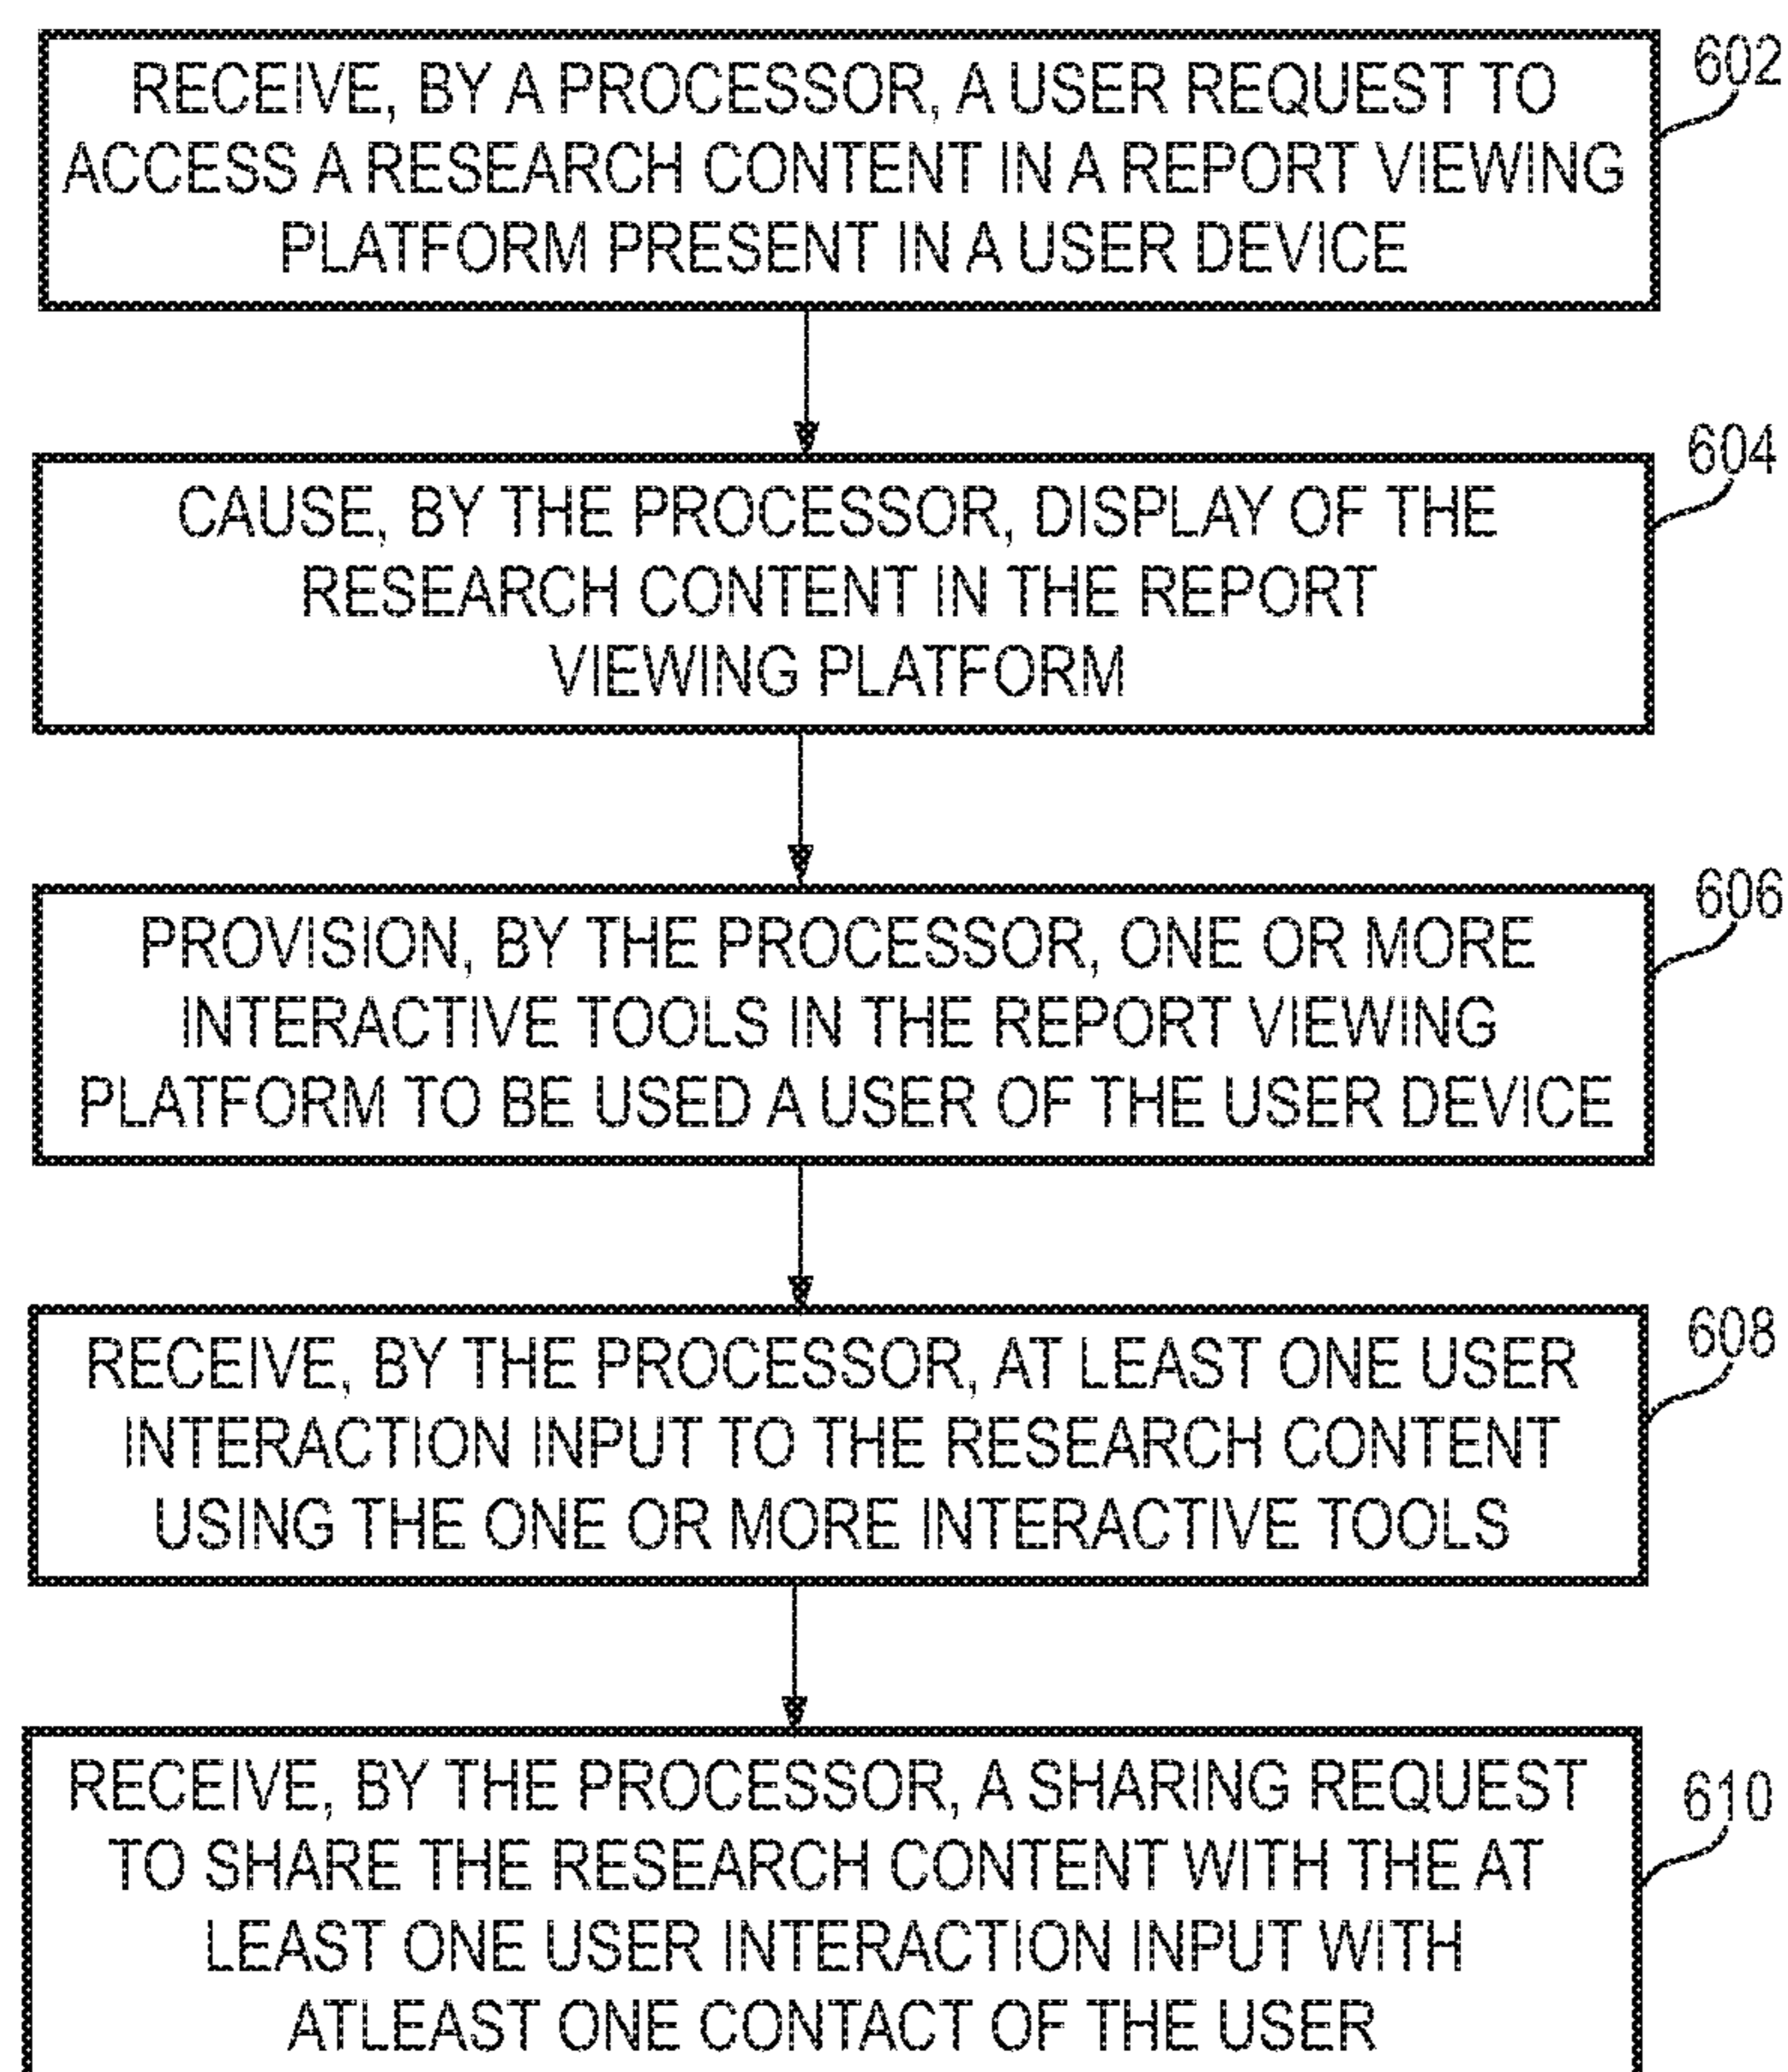 RECEIVE, BY A PROCESSOR, A USER REQUEST TO
ACCESS A RESEARCH CONTENT IN A REPORT VIEWING
PLATFORM PRESENT IN A USER DEVICE
602
CAUSE, BY THE PROCESSOR, DISPLAY OF THE
RESEARCH CONTENT IN THE REPORT
VIEWING PLATFORM
604
PROVISION, BY THE PROCESSOR, ONE OR MORE
INTERACTIVE TOOLS IN THE REPORT VIEWING
PLATFORM TO BE USED A USER OF THE USER DEVICE
606
RECEIVE, BY THE PROCESSOR, AT LEAST ONE USER
INTERACTION INPUT TO THE RESEARCH CONTENT
USING THE ONE OR MORE INTERACTIVE TOOLS
608
RECEIVE, BY THE PROCESSOR, A SHARING REQUEST
TO SHARE THE RESEARCH CONTENT WITH THE AT
LEAST ONE USER INTERACTION INPUT WITH
ATLEAST ONE CONTACT OF THE USER
610